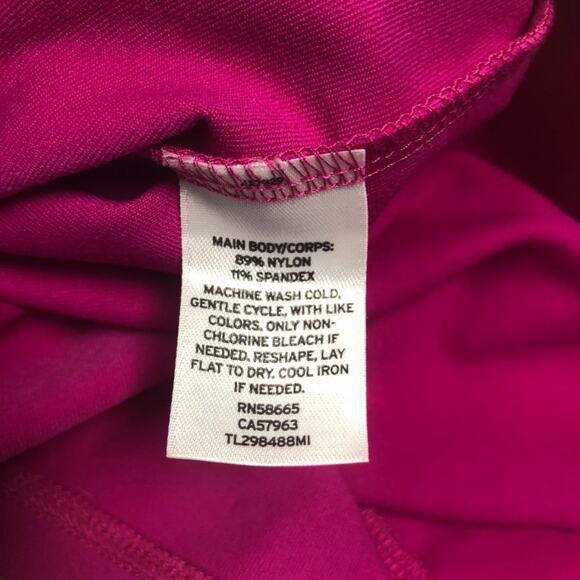 MAIN BODY/CORPS:
89% NYLON
11% SPANDEX
MACHINE WASH COLD,
GENTLE CYCLE, WITH LIKE
COLORS. ONLY NON-
CHLORINE BLEACH IF
NEEDED. RESHAPE, LAY
FLAT TO DRY. COOL IRON
IF NEEDED.
RN58665
CA57963
TL298488MI